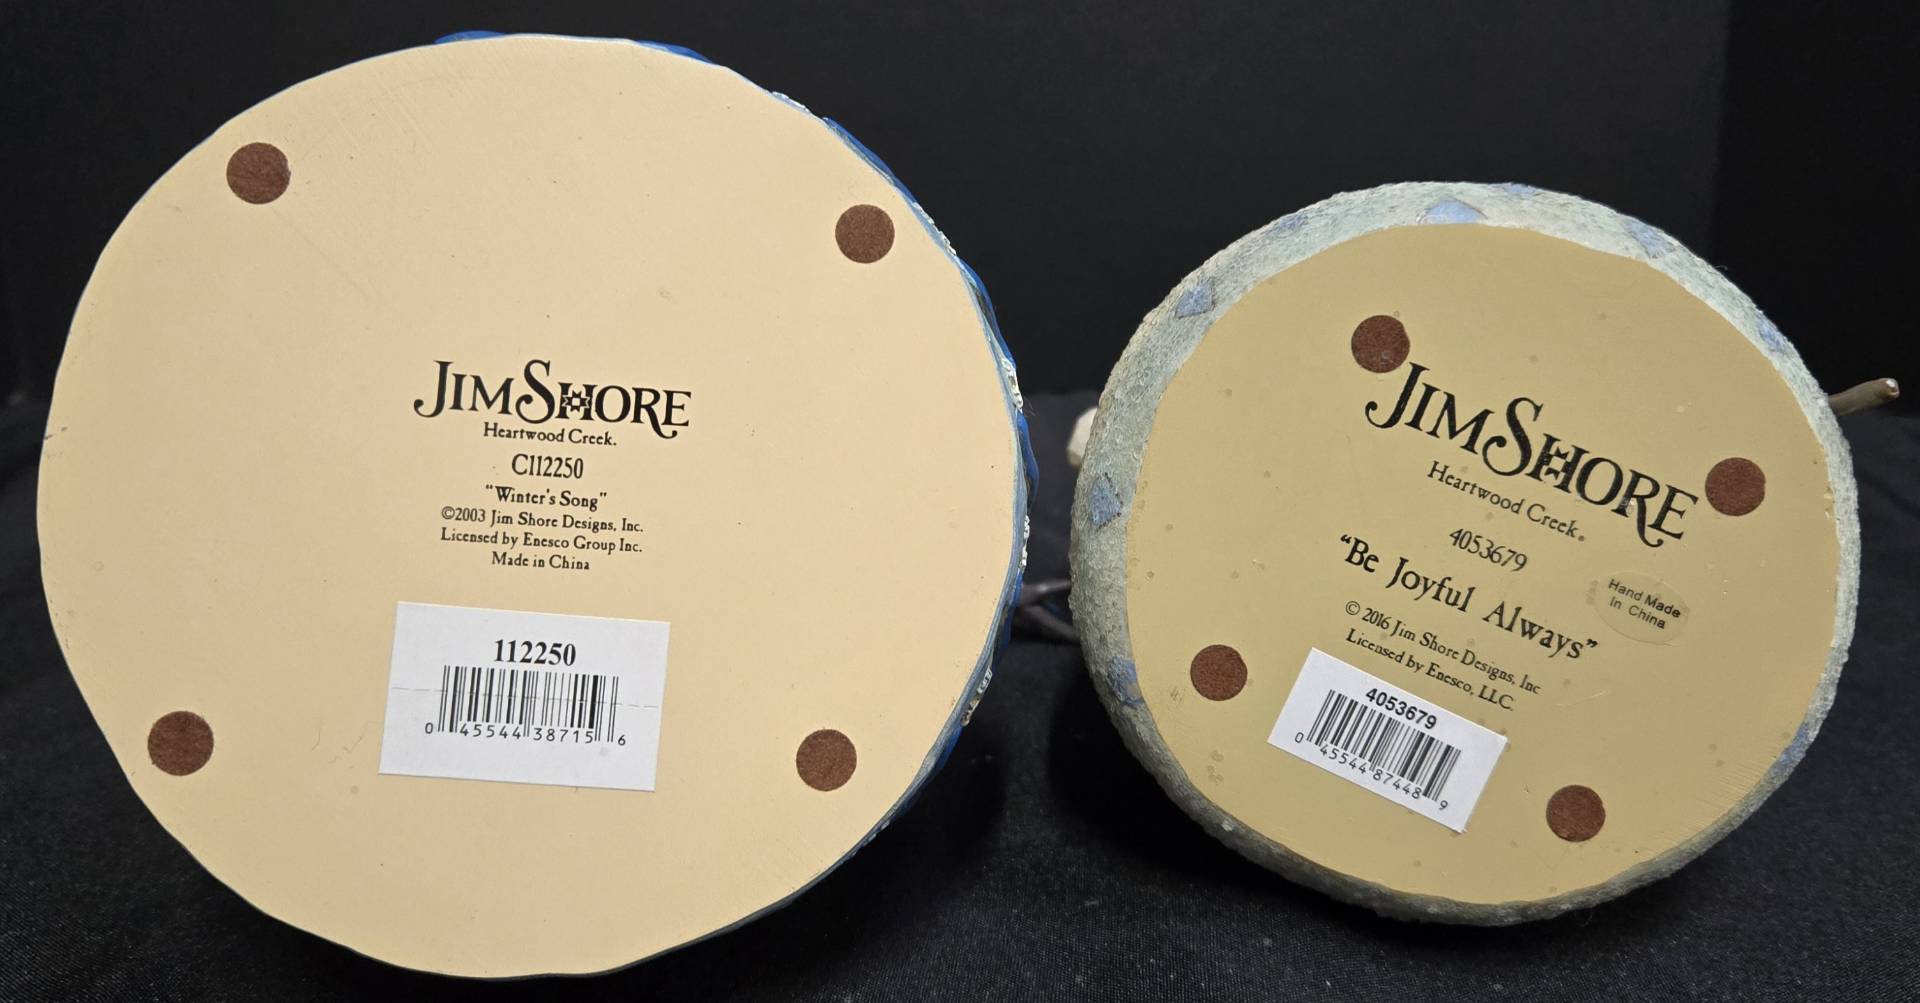 JIM SHORE
Heartwood Creek.
C112250
"Winter's Song"
©2003 Jim Shore Designs, Inc.
Licensed by Enesco Group Inc.
Made in China
112250
0 45544 38715 6
JIM SHORE
Heartwood Creek.
4053679
“Be Joyful Always”
© 2016 Jim Shore Designs, Inc
Licensed by Enesco, LLC.
Hand Made
In China
4053679
0 45544 87448 9